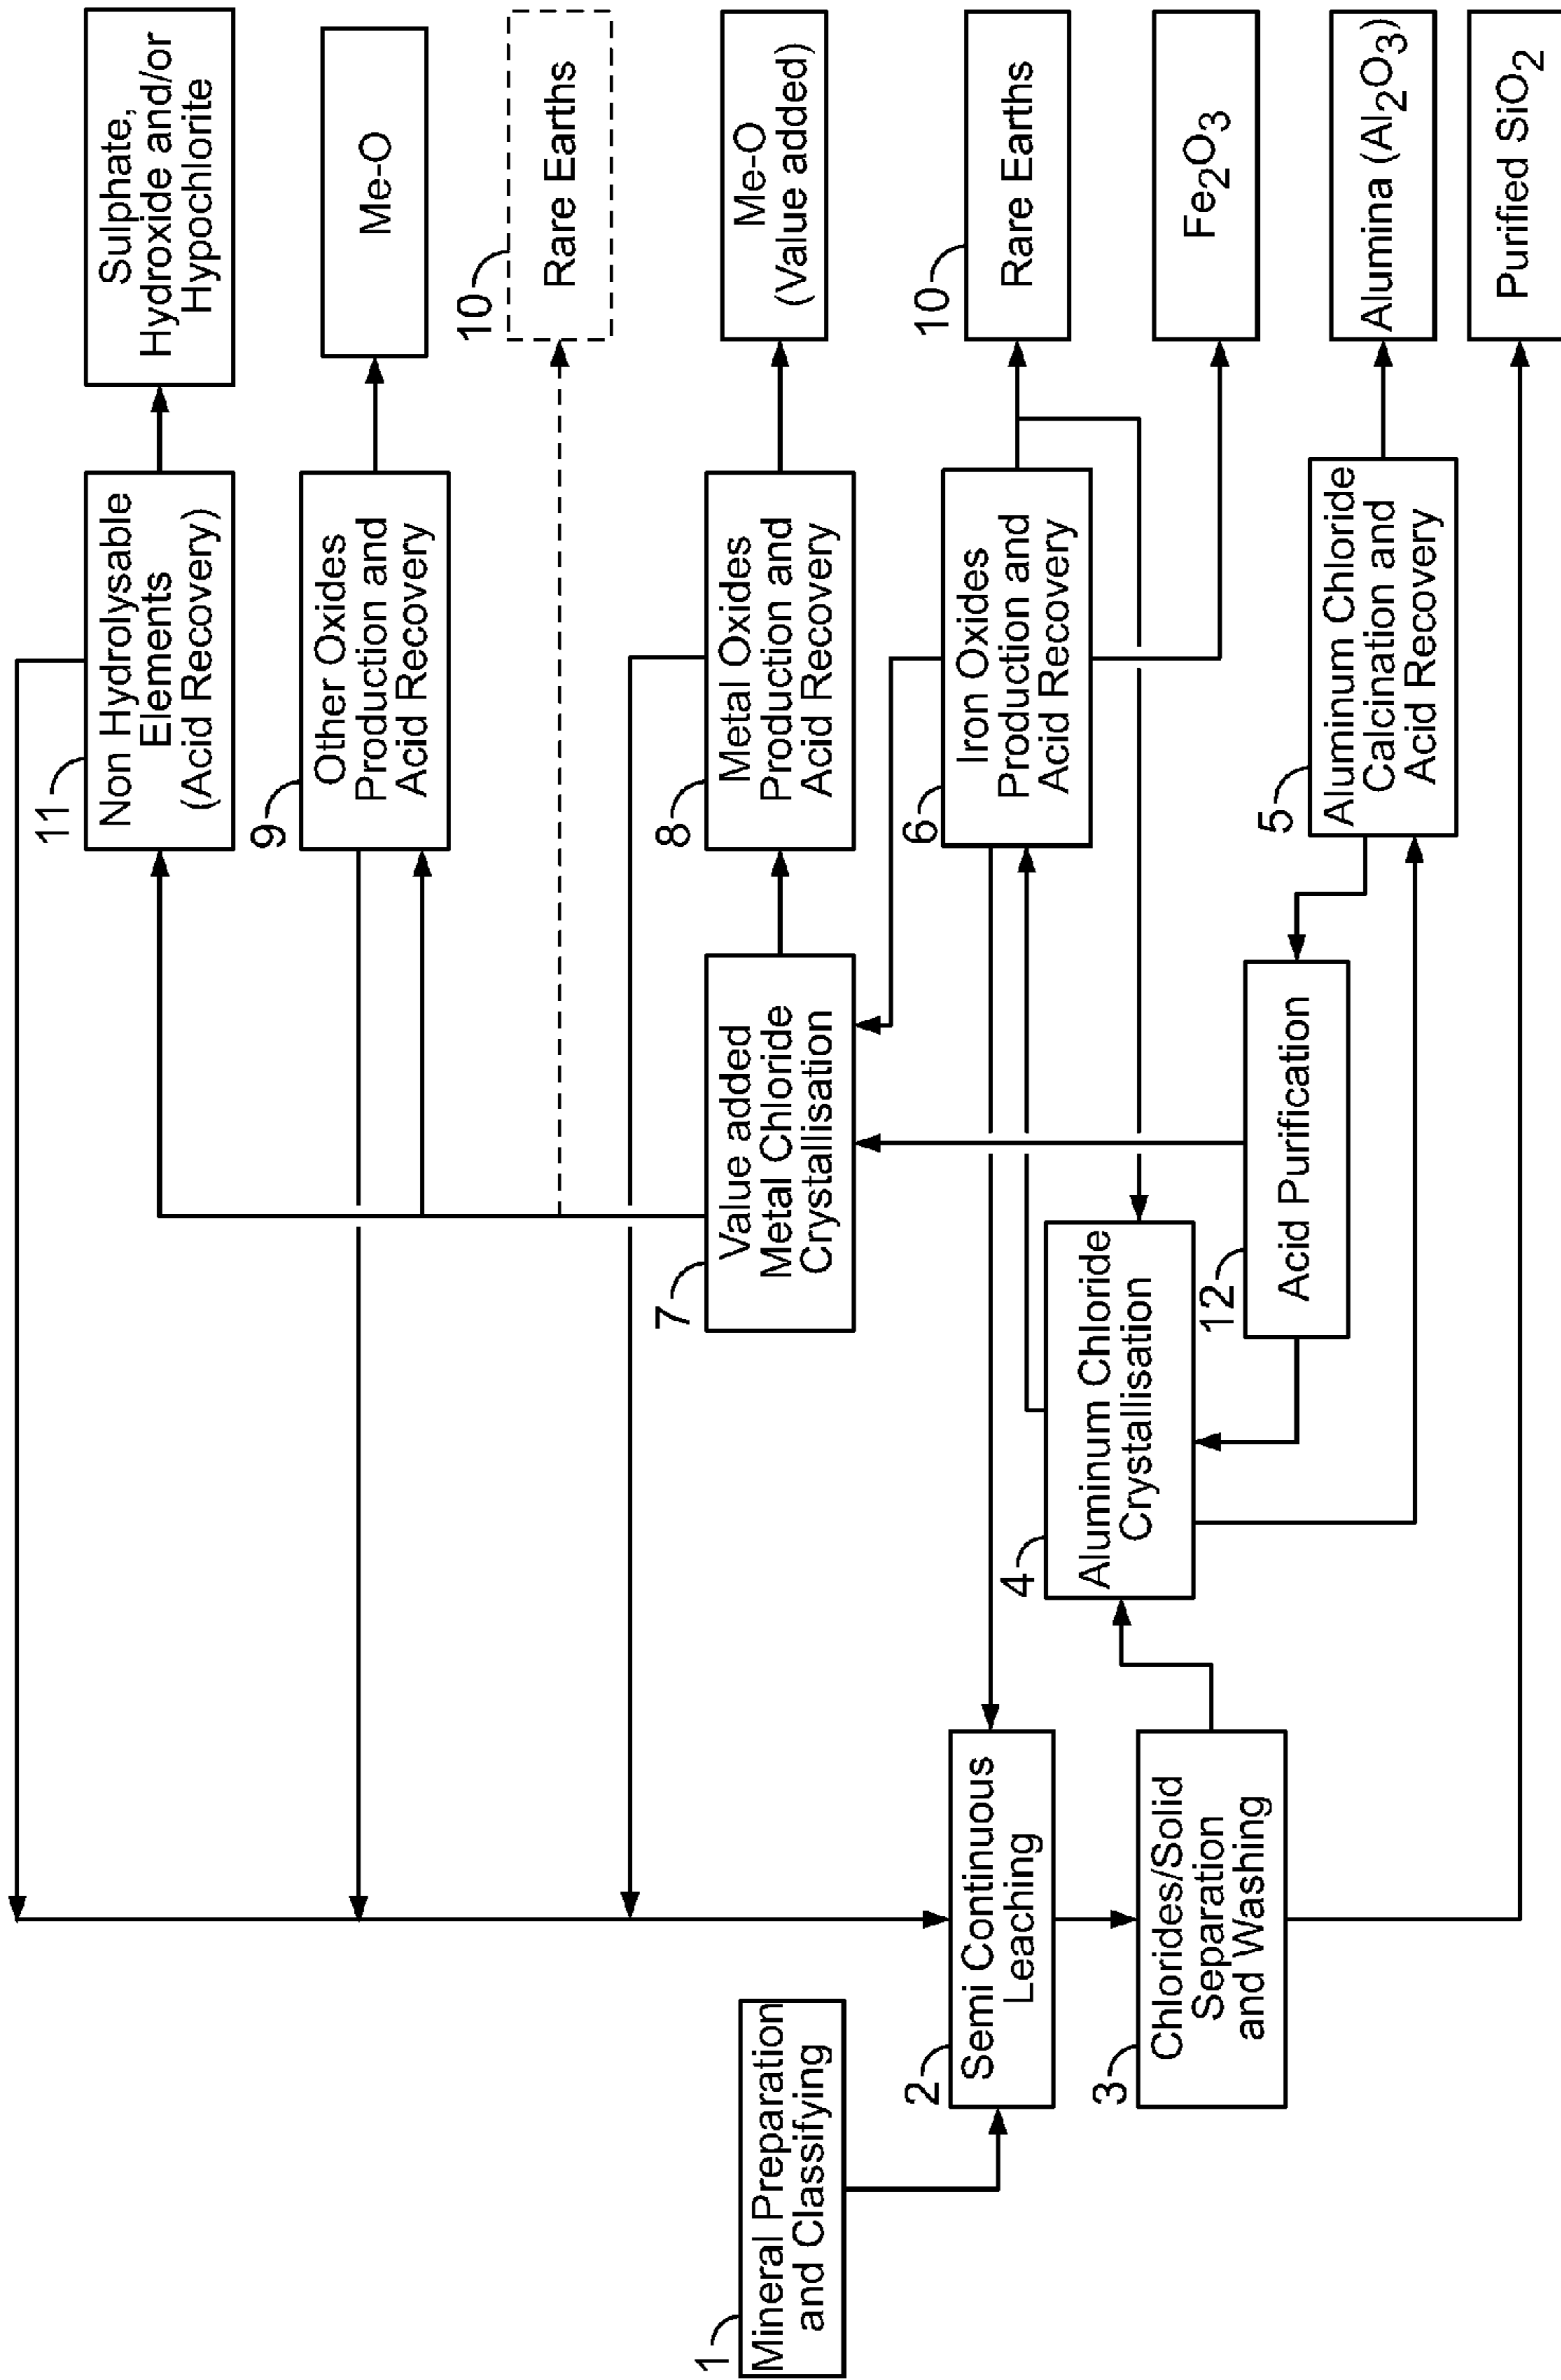 11
Non Hydrolysable
Elements
(Acid Recovery)
Sulphate,
Hydroxide and/or
Hypochlorite
9
Other Oxides
Production and
Acid Recovery
Me-O
10
Rare Earths
1
Mineral Preparation
and Classifying
7
Value added
Metal Chloride
Crystallisation
8
Metal Oxides
Production and
Acid Recovery
Me-O
(Value added)
2
Semi Continuous
Leaching
6
Iron Oxides
Production and
Acid Recovery
10
Rare Earths
3
Chlorides/Solid
Separation
and Washing
4
Aluminum Chloride
Crystallisation
Fe2O3
12
Acid Purification
5
Aluminum Chloride
Calcination and
Acid Recovery
Alumina (Al2O3)
Purified SiO2